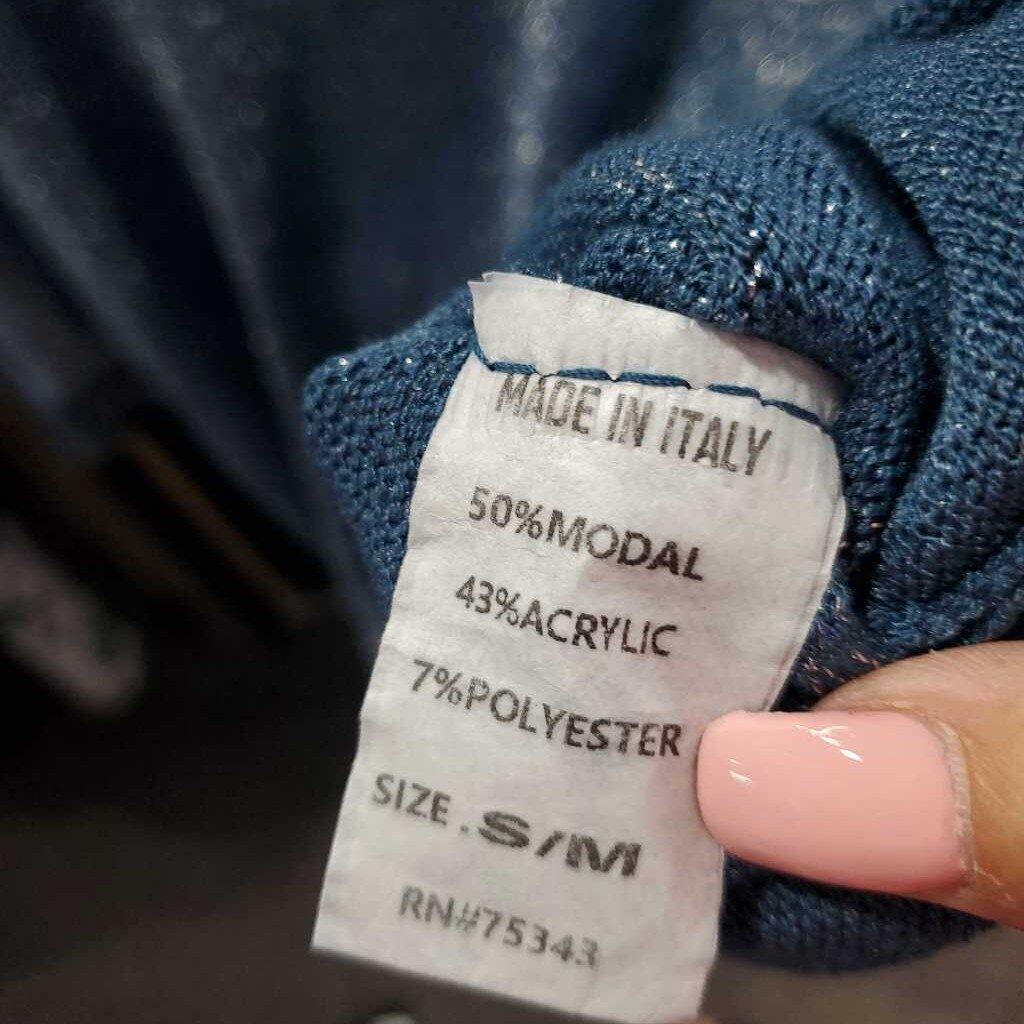 MADE IN ITALY
50%MODAL
43%ACRYLIC
7%POLYESTER
SIZE . S/M
RN#75343